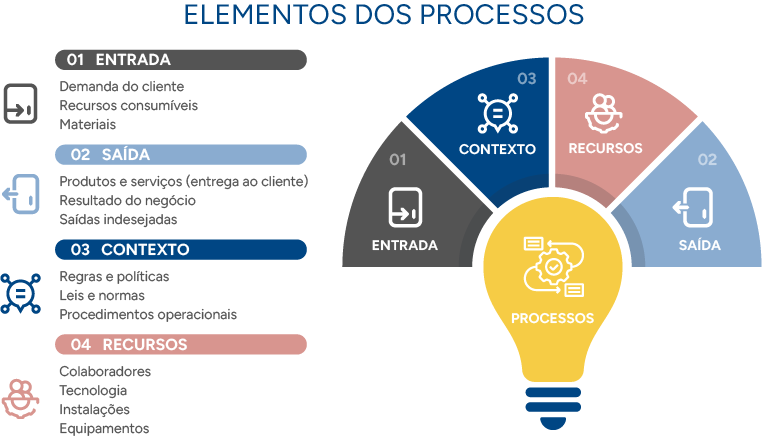 ELEMENTOS DOS PROCESSOS
01 ENTRADA
Demanda do cliente
Recursos consumíveis
Materiais
02 SAÍDA
Produtos e serviços (entrega ao cliente)
Resultado do negócio
Saídas indesejadas
03 CONTEXTO
Regras e políticas
Leis e normas
Procedimentos operacionais
04 RECURSOS
Colaboradores
Tecnologia
Instalações
Equipamentos
01
ENTRADA
03
CONTEXTO
04
RECURSOS
02
SAÍDA
PROCESSOS